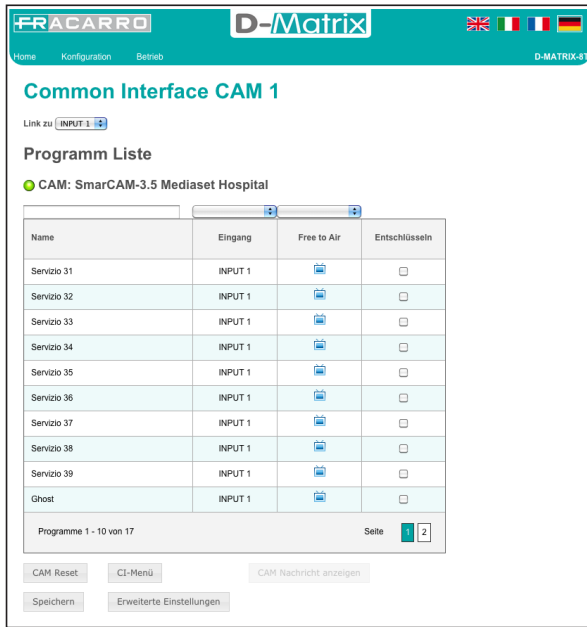 FRACARRO
D-Matrix
Home Konfiguration Betrieb D-MATRIX-8T
Common Interface CAM 1
Link zu INPUT 1
Programm Liste
CAM: SmarCAM-3.5 Mediaset Hospital
Name Eingang Free to Air Entschlüsseln
Servizio 31 INPUT 1
Servizio 32 INPUT 1
Servizio 33 INPUT 1
Servizio 34 INPUT 1
Servizio 35 INPUT 1
Servizio 36 INPUT 1
Servizio 37 INPUT 1
Servizio 38 INPUT 1
Servizio 39 INPUT 1
Ghost INPUT 1
Programme 1 - 10 von 17 Seite 1 2
CAM Reset CI-Menü CAM Nachricht anzeigen
Speichern Erweiterte Einstellungen